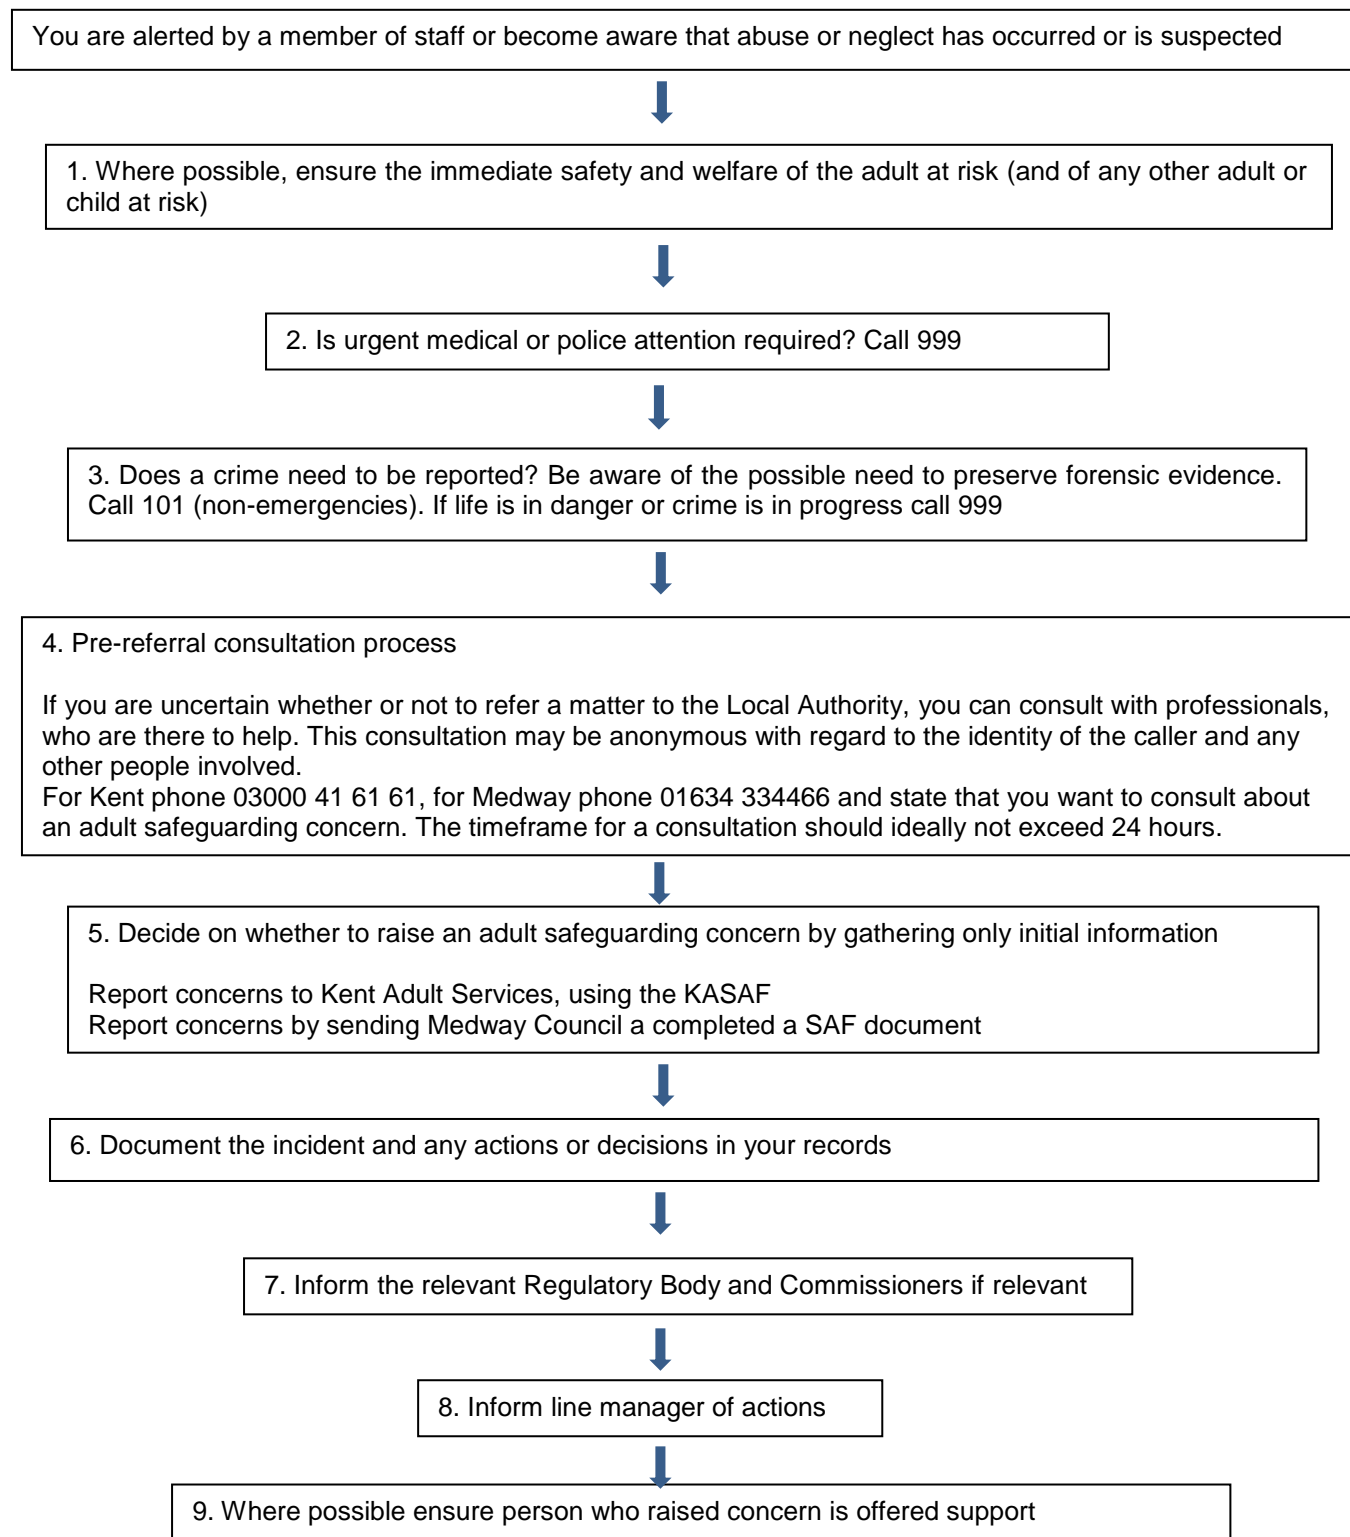 You are alerted by a member of staff or become aware that abuse or neglect has occurred or is suspected
1. Where possible, ensure the immediate safety and welfare of the adult at risk (and of any other adult or
child at risk)
2. Is urgent medical or police attention required? Call 999
3. Does a crime need to be reported? Be aware of the possible need to preserve forensic evidence.
Call 101 (non-emergencies). If life is in danger or crime is in progress call 999
4. Pre-referral consultation process
If you are uncertain whether or not to refer a matter to the Local Authority, you can consult with professionals,
who are there to help. This consultation may be anonymous with regard to the identity of the caller and any
other people involved.
For Kent phone 03000 41 61 61, for Medway phone 01634 334466 and state that you want to consult about
an adult safeguarding concern. The timeframe for a consultation should ideally not exceed 24 hours.
5. Decide on whether to raise an adult safeguarding concern by gathering only initial information
Report concerns to Kent Adult Services, using the KASAF
Report concerns by sending Medway Council a completed a SAF document
6. Document the incident and any actions or decisions in your records
7. Inform the relevant Regulatory Body and Commissioners if relevant
8. Inform line manager of actions
9. Where possible ensure person who raised concern is offered support